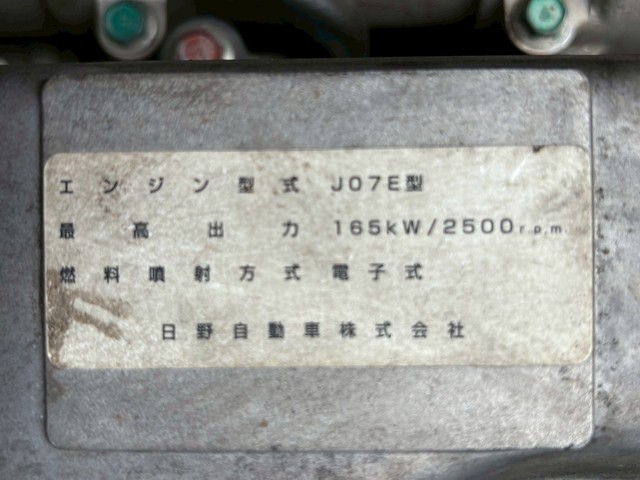 エンジン型式 J07E型
最高出力 165kW/2500r.p.m
燃料噴射方式 電子式
日野自動車株式会社